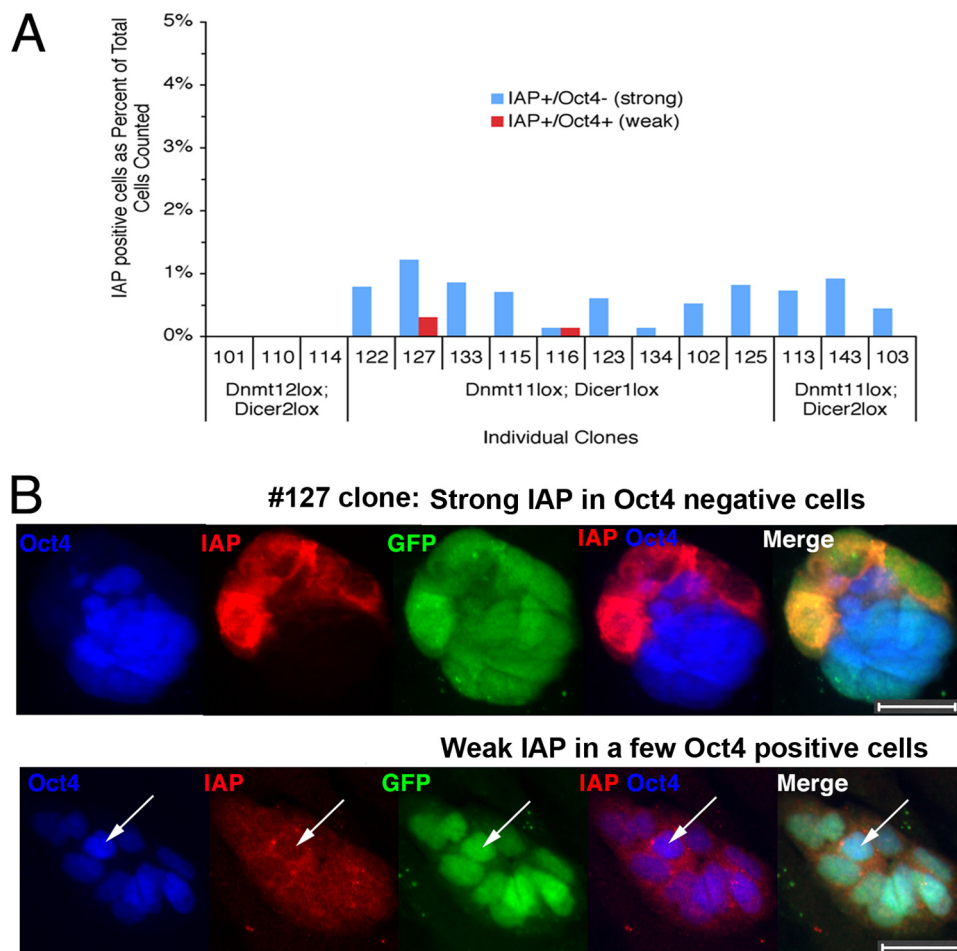 A
IAP positive cells as Percent of Total
Cells Counted
5%
4%
3%
2%
1%
0%
IAP+/Oct4- (strong)
IAP+/Oct4+ (weak)
101 110 114 122 127 133 115 116 123 134 102 125 113 143 103
Dnmt12lox;
Dicer2lox
Dnmt11lox; Dicer1lox
Dnmt11lox;
Dicer2lox
Individual Clones
B
#127 clone: Strong IAP in Oct4 negative cells
Oct4 IAP GFP IAP Oct4 Merge
Weak IAP in a few Oct4 positive cells
Oct4 IAP GFP IAP Oct4 Merge